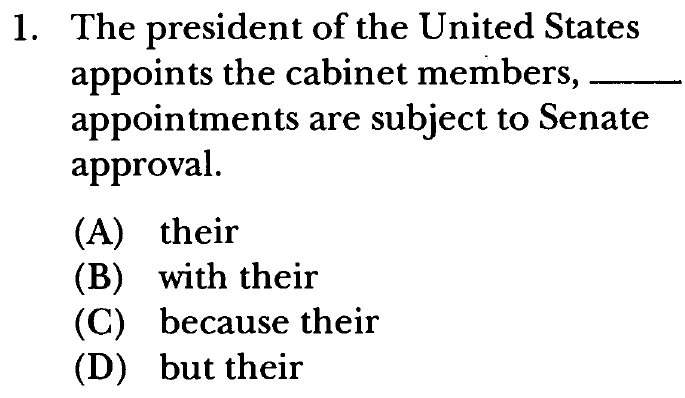 1. The president of the United States
appoints the cabinet members, _____
appointments are subject to Senate
approval.
(A) their
(B) with their
(C) because their
(D) but their